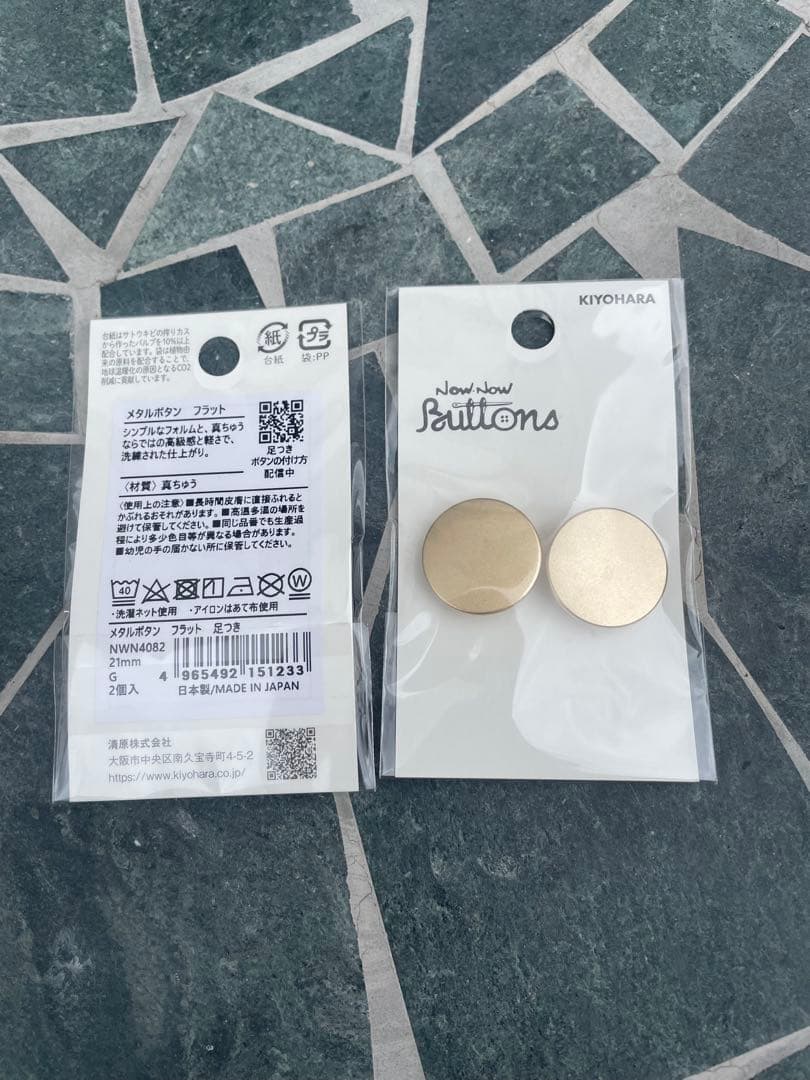 台紙はサトウキビの搾りカス
から作ったパルプを10%以上
配合しています。袋は植物由
来の原料を配合することで、
地球温暖化の原因となるCO2
削減に貢献しています。
紙
台紙
プラ
袋:PP
メタルボタン フラット
シンプルなフォルムと、真ちゅう
ならではの高級感と軽さで、
洗練された仕上がり。
足つき
ボタンの付け方
配信中
〈材質〉真ちゅう
〈使用上の注意〉■長時間皮膚に直接ふれると
かぶれるおそれがあります。■高温多湿の場所を
避けて保管してください。■同じ品番でも生産過
程により多少色目等が異なる場合があります。
■幼児の手の届かない所に保管してください。
40
W
・洗濯ネット使用 ・アイロンはあて布使用
メタルボタン フラット 足つき
NWN4082
21mm
G
2個入
4 965492 151233
日本製/MADE IN JAPAN
清原株式会社
大阪市中央区南久宝寺町4-5-2
https://www.kiyohara.co.jp/
KIYOHARA
Now.Now
Buttons